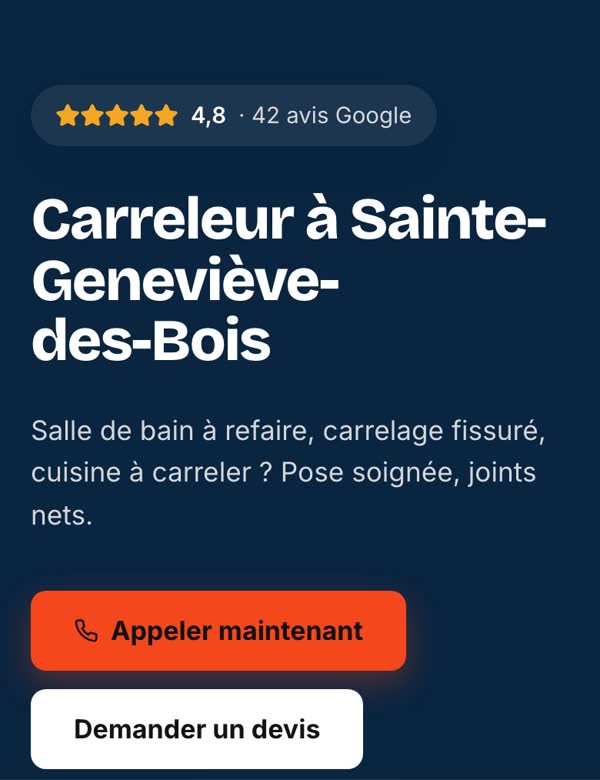 4,8 · 42 avis Google
Carreleur à Sainte-
Geneviève-
des-Bois
Salle de bain à refaire, carrelage fissuré,
cuisine à carreler ? Pose soignée, joints
nets.
Appeler maintenant
Demander un devis